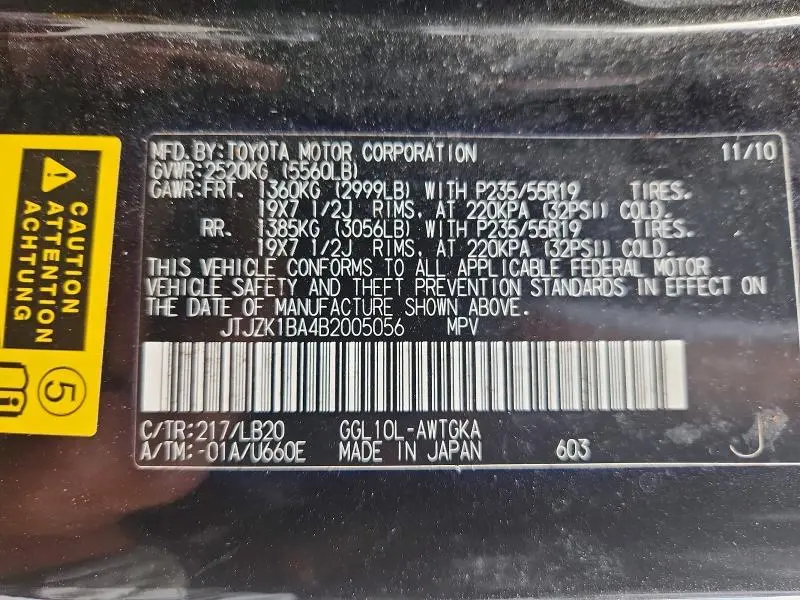 MFD.BY:TOYOTA MOTOR CORPORATION 11/10
GVWR:2520KG (5560LB)
GAWR:FRT. 1360KG (2999LB) WITH P235/55R19 TIRES.
19X7 1/2J RIMS, AT 220KPA (32PSI) COLD.
RR. 1385KG (3056LB) WITH P235/55R19 TIRES.
19X7 1/2J RIMS, AT 220KPA (32PSI) COLD.
THIS VEHICLE CONFORMS TO ALL APPLICABLE FEDERAL MOTOR
VEHICLE SAFETY AND THEFT PREVENTION STANDARDS IN EFFECT ON
THE DATE OF MANUFACTURE SHOWN ABOVE.
JTJZK1BA4B2005056 MPV
C/TR:217/LB20 GGL10L-AWTGKA
A/TM:-01A/U660E MADE IN JAPAN 603 J
CAUTION
ATTENTION
ACHTUNG
5